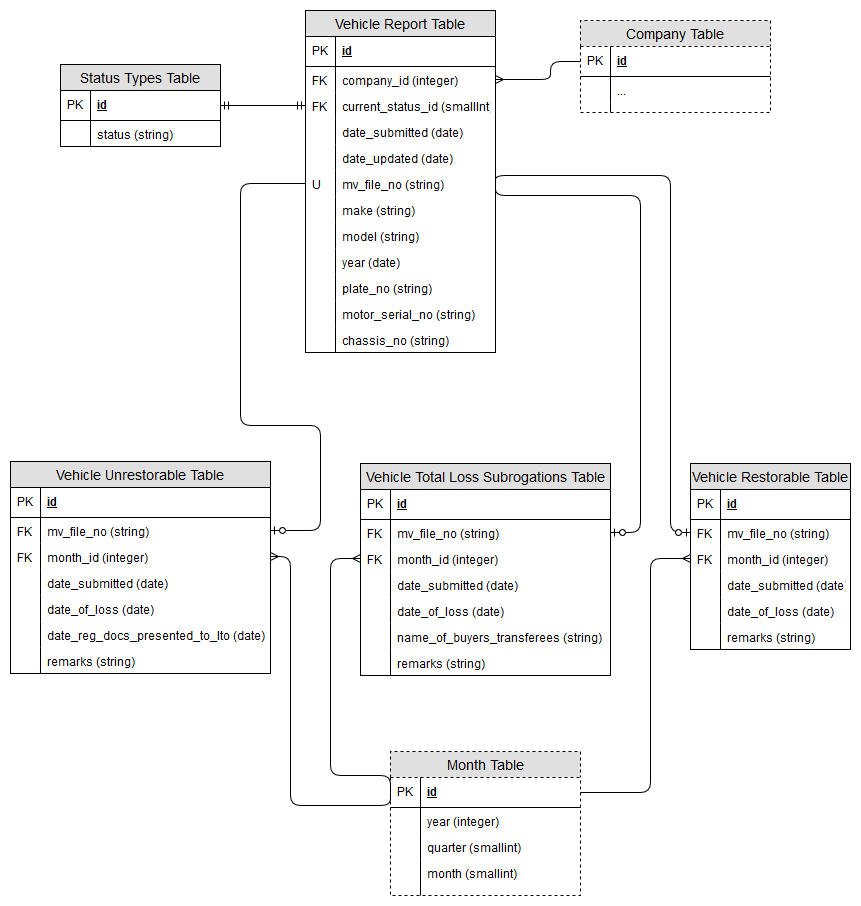 Vehicle Report Table
PK id
FK company_id (integer)
FK current_status_id (smallInt
date_submitted (date)
date_updated (date)
U mv_file_no (string)
make (string)
model (string)
year (date)
plate_no (string)
motor_serial_no (string)
chassis_no (string)
Company Table
PK id
...
Status Types Table
PK id
status (string)
Vehicle Unrestorable Table
PK id
FK mv_file_no (string)
FK month_id (integer)
date_submitted (date)
date_of_loss (date)
date_reg_docs_presented_to_lto (date)
remarks (string)
Vehicle Total Loss Subrogations Table
PK id
FK mv_file_no (string)
FK month_id (integer)
date_submitted (date)
date_of_loss (date)
name_of_buyers_transferees (string)
remarks (string)
Vehicle Restorable Table
PK id
FK mv_file_no (string)
FK month_id (integer)
date_submitted (date
date_of_loss (date)
remarks (string)
Month Table
PK id
year (integer)
quarter (smallint)
month (smallint)